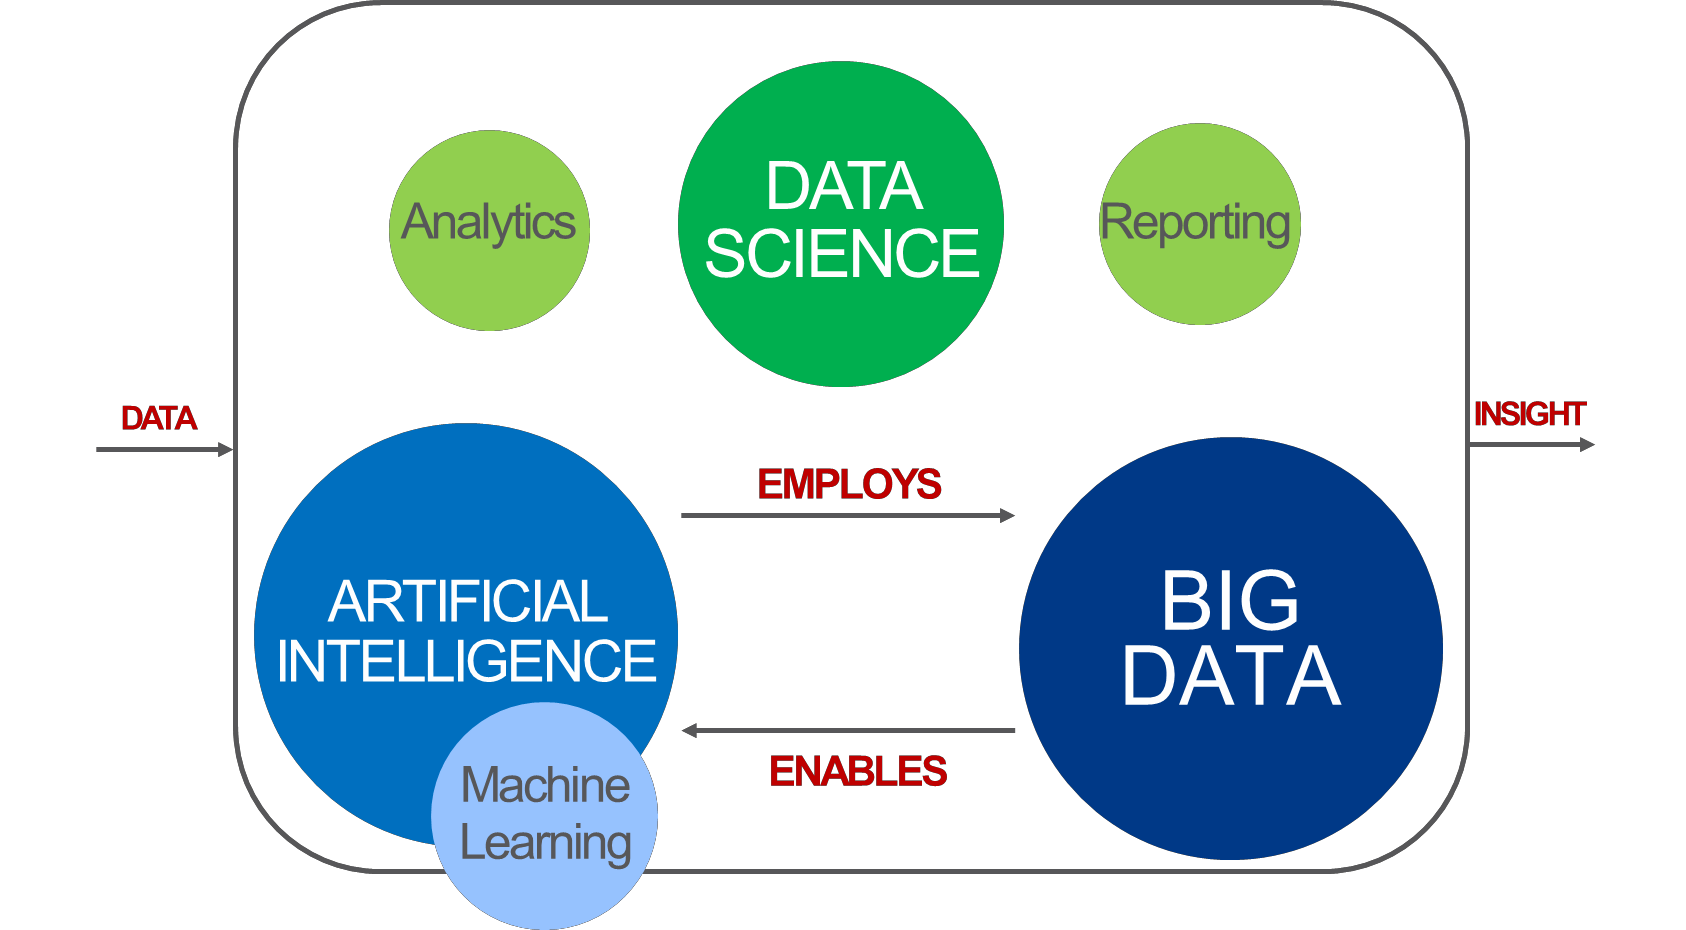 DATA
SCIENCE
Analytics
Reporting
DATA
INSIGHT
EMPLOYS
ARTIFICIAL
INTELLIGENCE
BIG
DATA
ENABLES
Machine
Learning